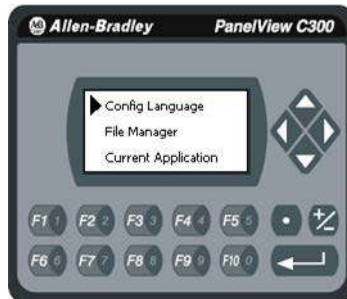 AB Allen-Bradley PanelView C300
Config Language
File Manager
Current Application
F1 1 F2 2 F3 3 F4 4 F5 5 • +/-
F6 6 F7 7 F8 8 F9 9 F10 0